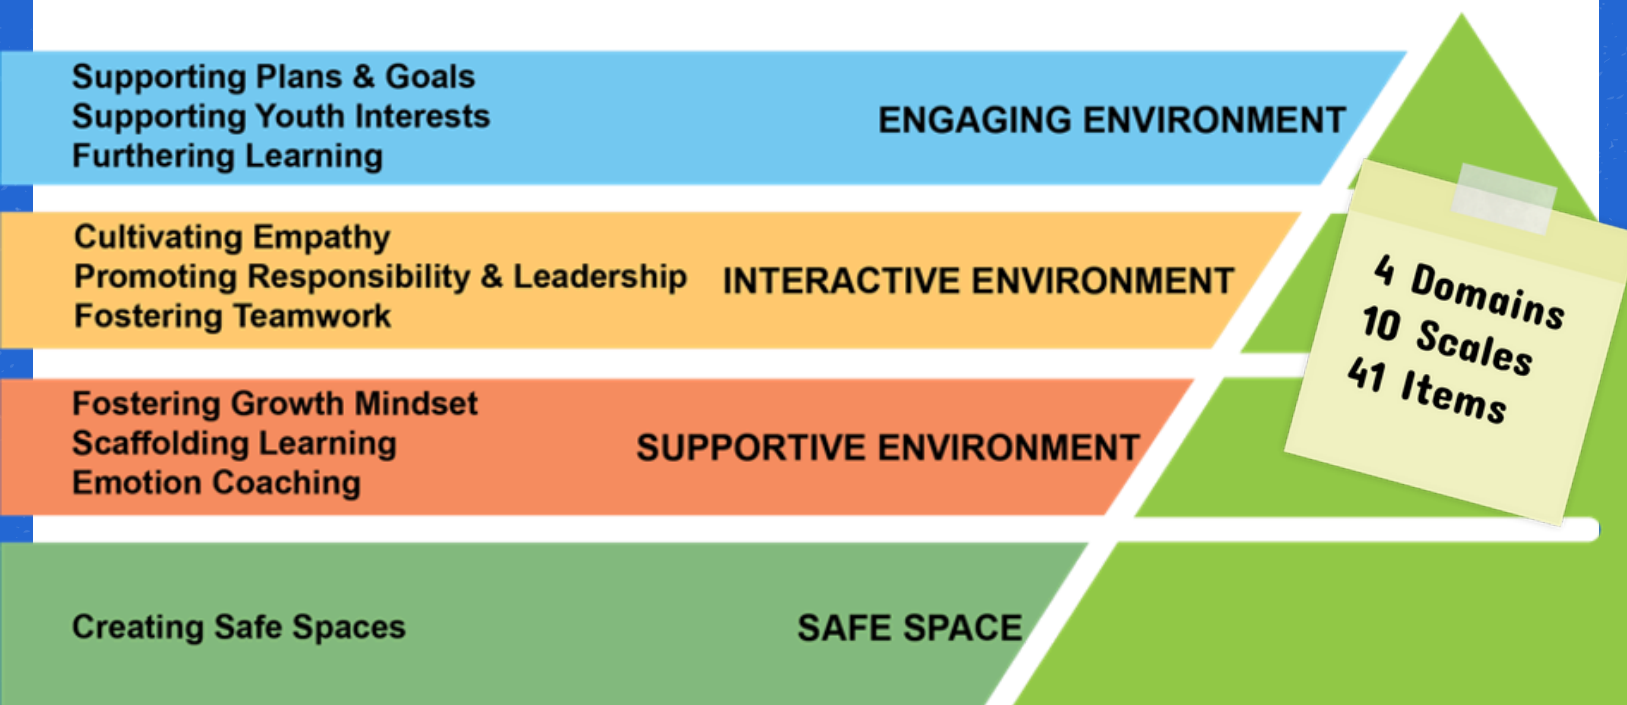 Supporting Plans & Goals
Supporting Youth Interests
Furthering Learning
ENGAGING ENVIRONMENT
Cultivating Empathy
Promoting Responsibility & Leadership
Fostering Teamwork
INTERACTIVE ENVIRONMENT
Fostering Growth Mindset
Scaffolding Learning
Emotion Coaching
SUPPORTIVE ENVIRONMENT
Creating Safe Spaces
SAFE SPACE
4 Domains
10 Scales
41 Items